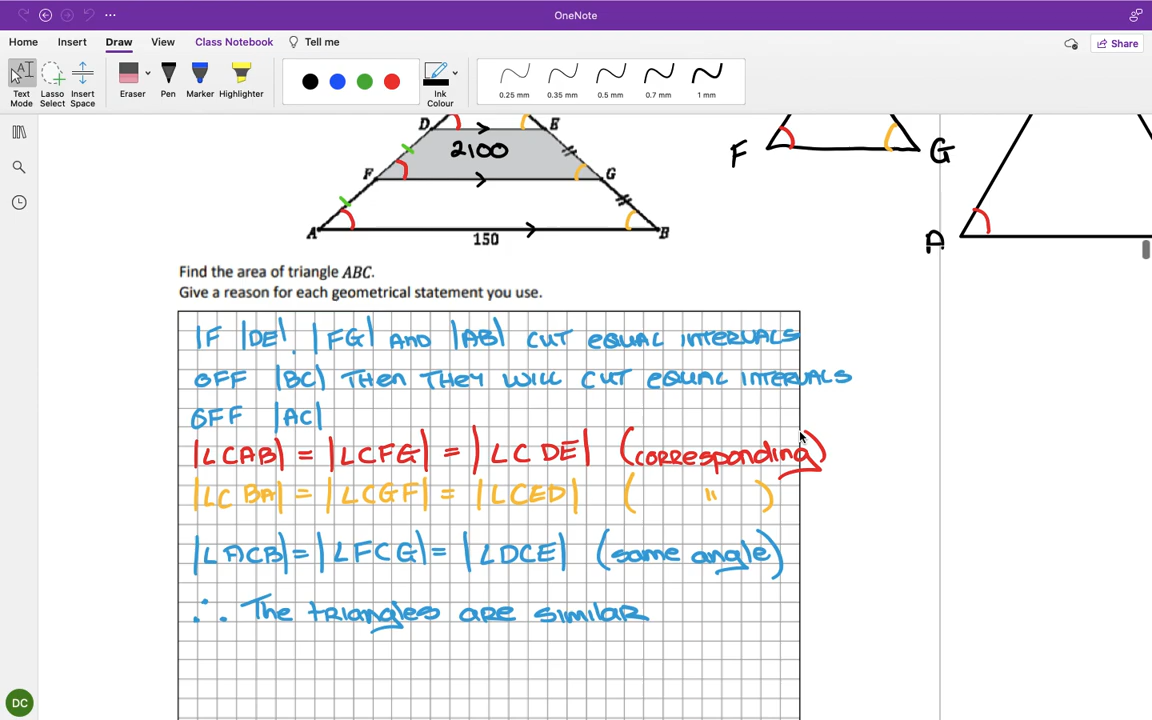 OneNote
Home Insert Draw View Class Notebook Tell me
Share
Text Mode
Lasso Select
Insert Space
Eraser
Pen
Marker
Highlighter
Ink Colour
0.25 mm
0.35 mm
0.5 mm
0.7 mm
1 mm
D E
2100
F G
A B
150
F G
D
Find the area of triangle ABC.
Give a reason for each geometrical statement you use.
IF |DE|, |FG| AND |AB| CUT EQUAL INTERVALS
OFF |BC| THEN THEY WILL CUT EQUAL INTERVALS
OFF |AC|
|∠CAB| = |∠CFG| = |∠CDE| (corresponding)
|∠CBA| = |∠CGF| = |∠CED| ( " )
|∠ACB| = |∠FCG| = |∠DCE| (same angle)
∴ The triangles are similar
DC